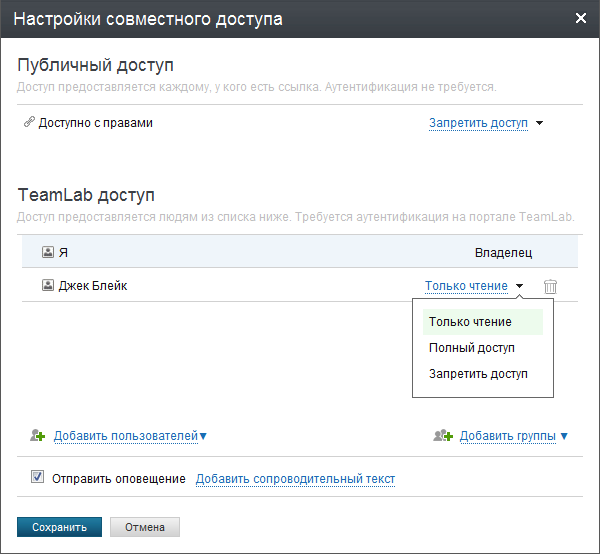 Настройки совместного доступа
Публичный доступ
Доступ предоставляется каждому, у кого есть ссылка. Аутентификация не требуется.
Доступно с правами Запретить доступ
TeamLab доступ
Доступ предоставляется людям из списка ниже. Требуется аутентификация на портале TeamLab.
Я Владелец
Джек Блейк Только чтение
Только чтение
Полный доступ
Запретить доступ
Добавить пользователей Добавить группы
Отправить оповещение Добавить сопроводительный текст
Сохранить Отмена